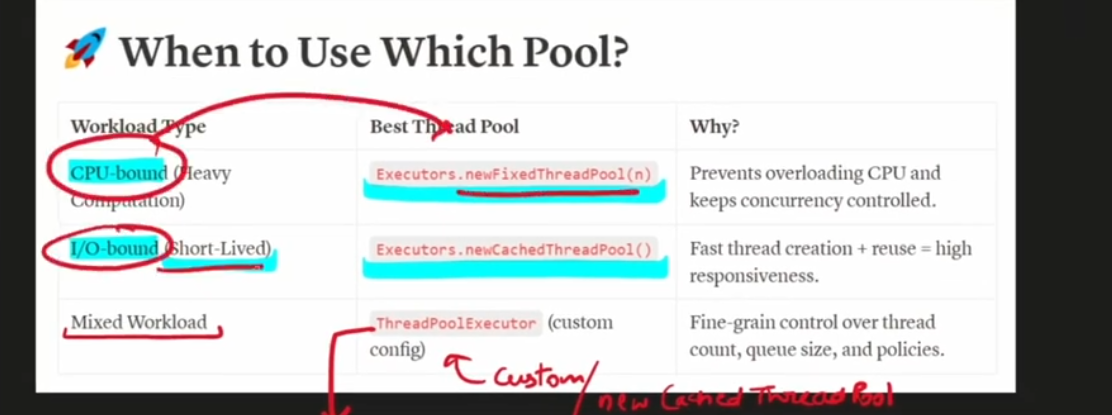 When to Use Which Pool?
Workload Type Best Thread Pool Why?
CPU-bound (Heavy Executors.newFixedThreadPool(n) Prevents overloading CPU and
Computation) keeps concurrency controlled.
I/O-bound (Short-Lived) Executors.newCachedThreadPool() Fast thread creation + reuse = high
responsiveness.
Mixed Workload ThreadPoolExecutor (custom Fine-grain control over thread
config) count, queue size, and policies.
Custom/
new Cached Thread Pool